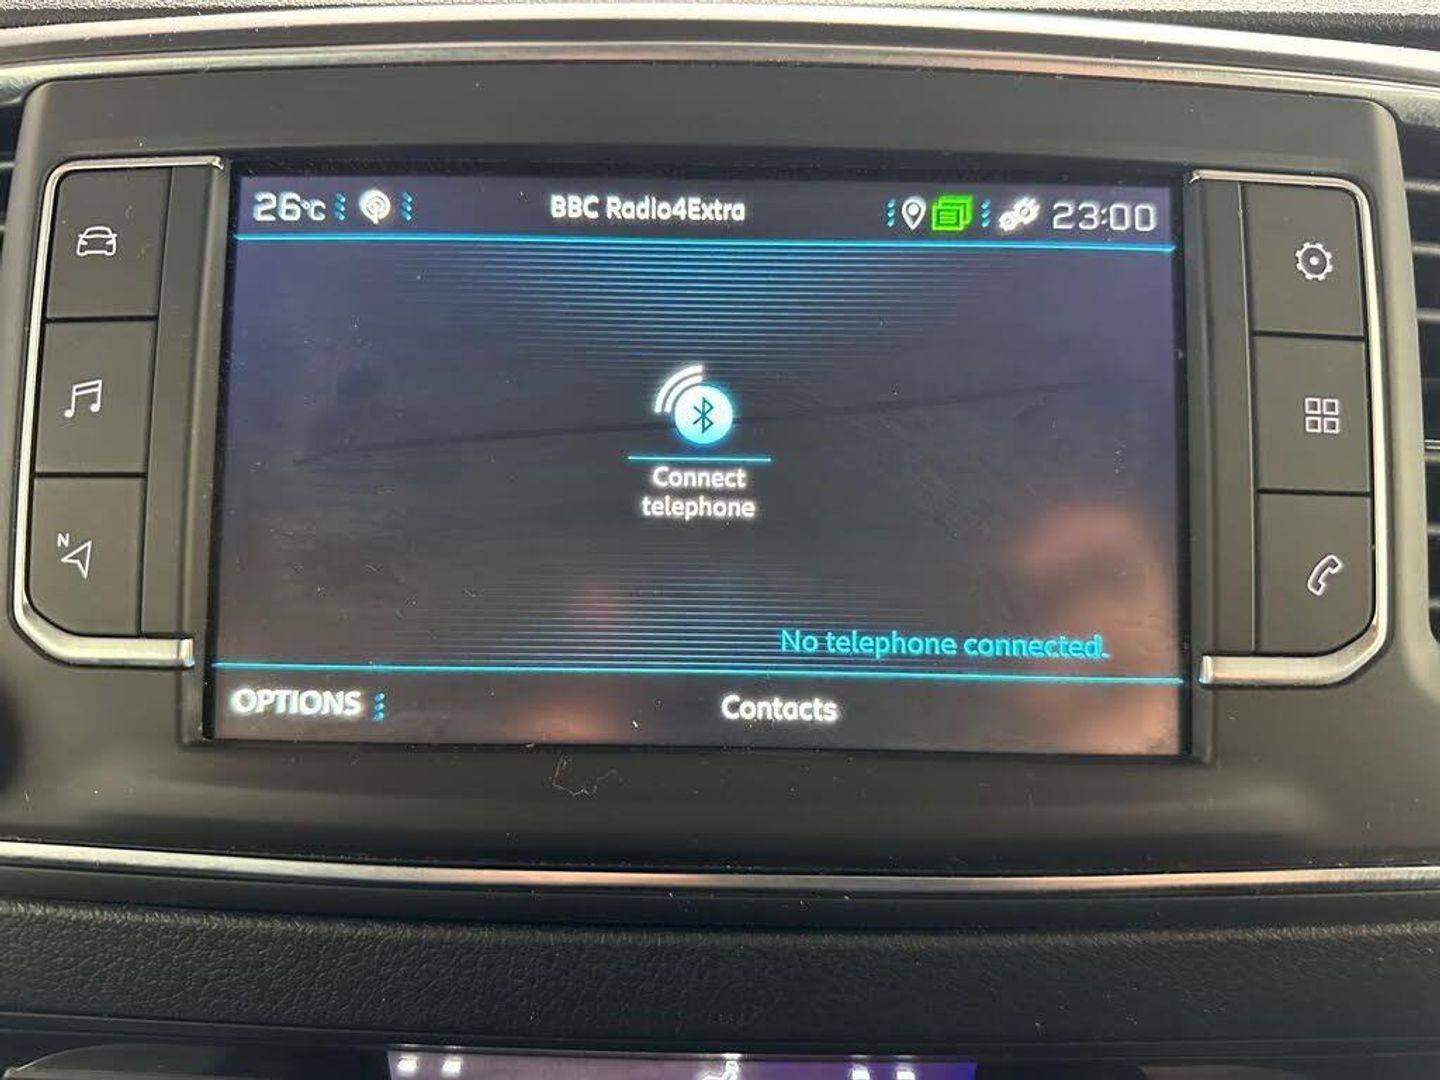 26°C BBC Radio4Extra 23:00
Connect
telephone
No telephone connected.
OPTIONS Contacts
N